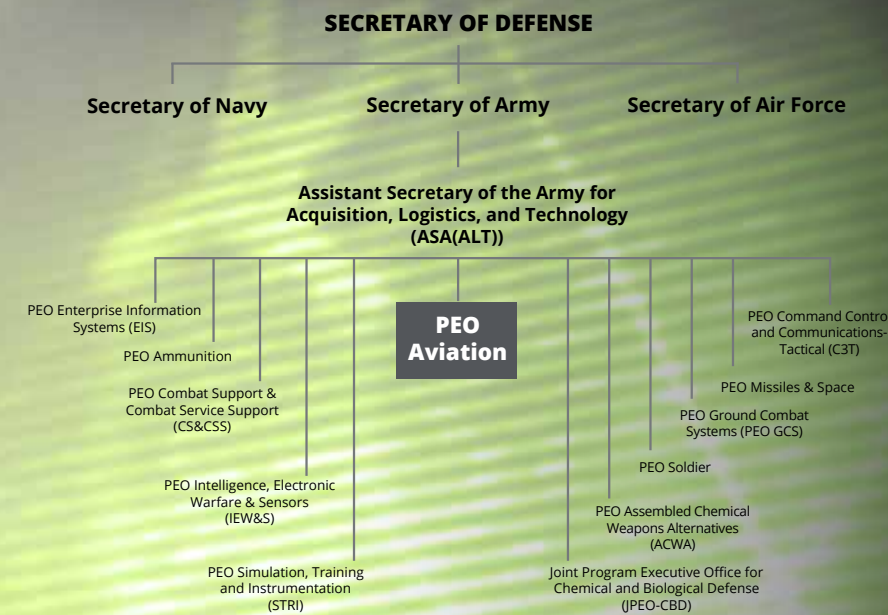 SECRETARY OF DEFENSE
Secretary of Navy
Secretary of Army
Secretary of Air Force
Assistant Secretary of the Army for
Acquisition, Logistics, and Technology
(ASA(ALT))
PEO Enterprise Information
Systems (EIS)
PEO Ammunition
PEO Combat Support &
Combat Service Support
(CS&CSS)
PEO Intelligence, Electronic
Warfare & Sensors
(IEW&S)
PEO Simulation, Training
and Instrumentation
(STRI)
PEO
Aviation
PEO Command Contro
and Communications-
Tactical (C3T)
PEO Missiles & Space
PEO Ground Combat
Systems (PEO GCS)
PEO Soldier
PEO Assembled Chemical
Weapons Alternatives
(ACWA)
Joint Program Executive Office for
Chemical and Biological Defense
(JPEO-CBD)